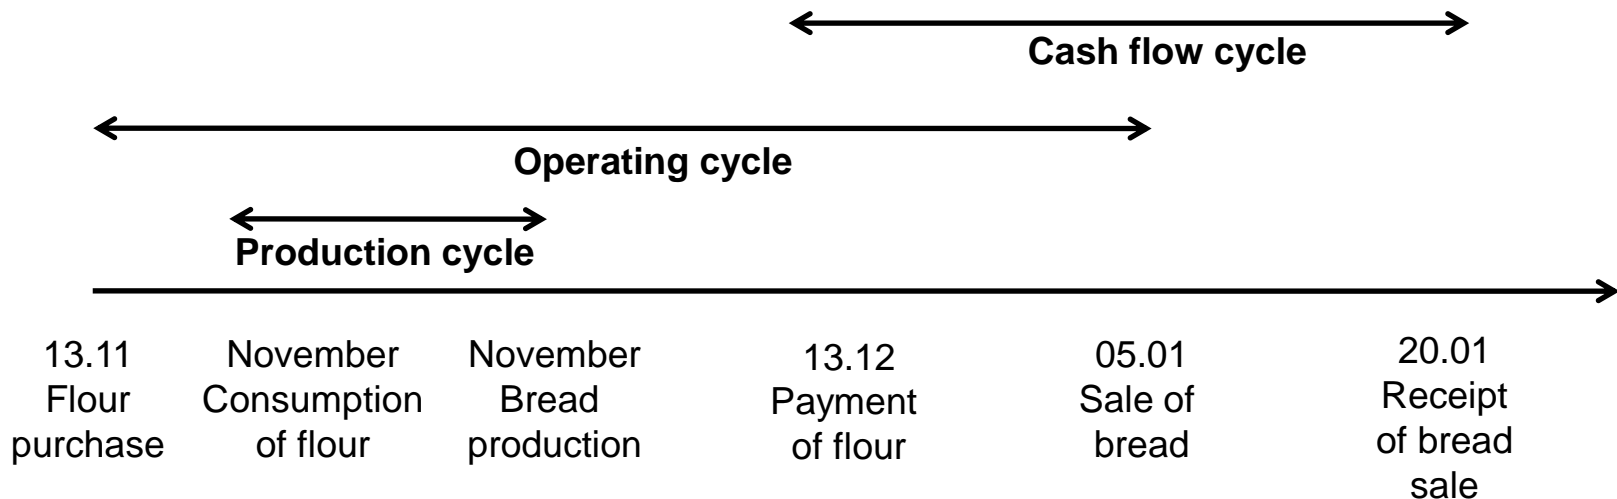 Cash flow cycle
Operating cycle
Production cycle
13.11
Flour
purchase
November
Consumption
of flour
November
Bread
production
13.12
Payment
of flour
05.01
Sale of
bread
20.01
Receipt
of bread
sale